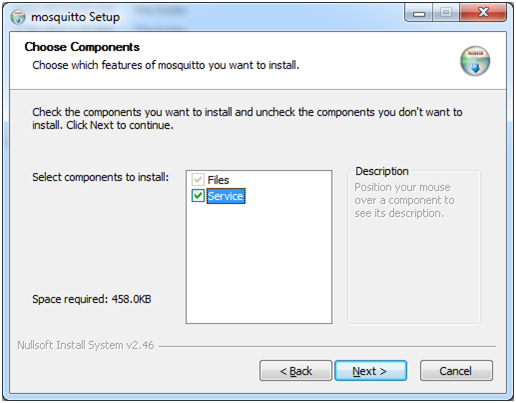 mosquitto Setup
Choose Components
Choose which features of mosquitto you want to install.
Check the components you want to install and uncheck the components you don't want to
install. Click Next to continue.
Select components to install:
Files
Service
Description
Position your mouse
over a component to
see its description.
Space required: 458.0KB
Nullsoft Install System v2.46
< Back
Next >
Cancel